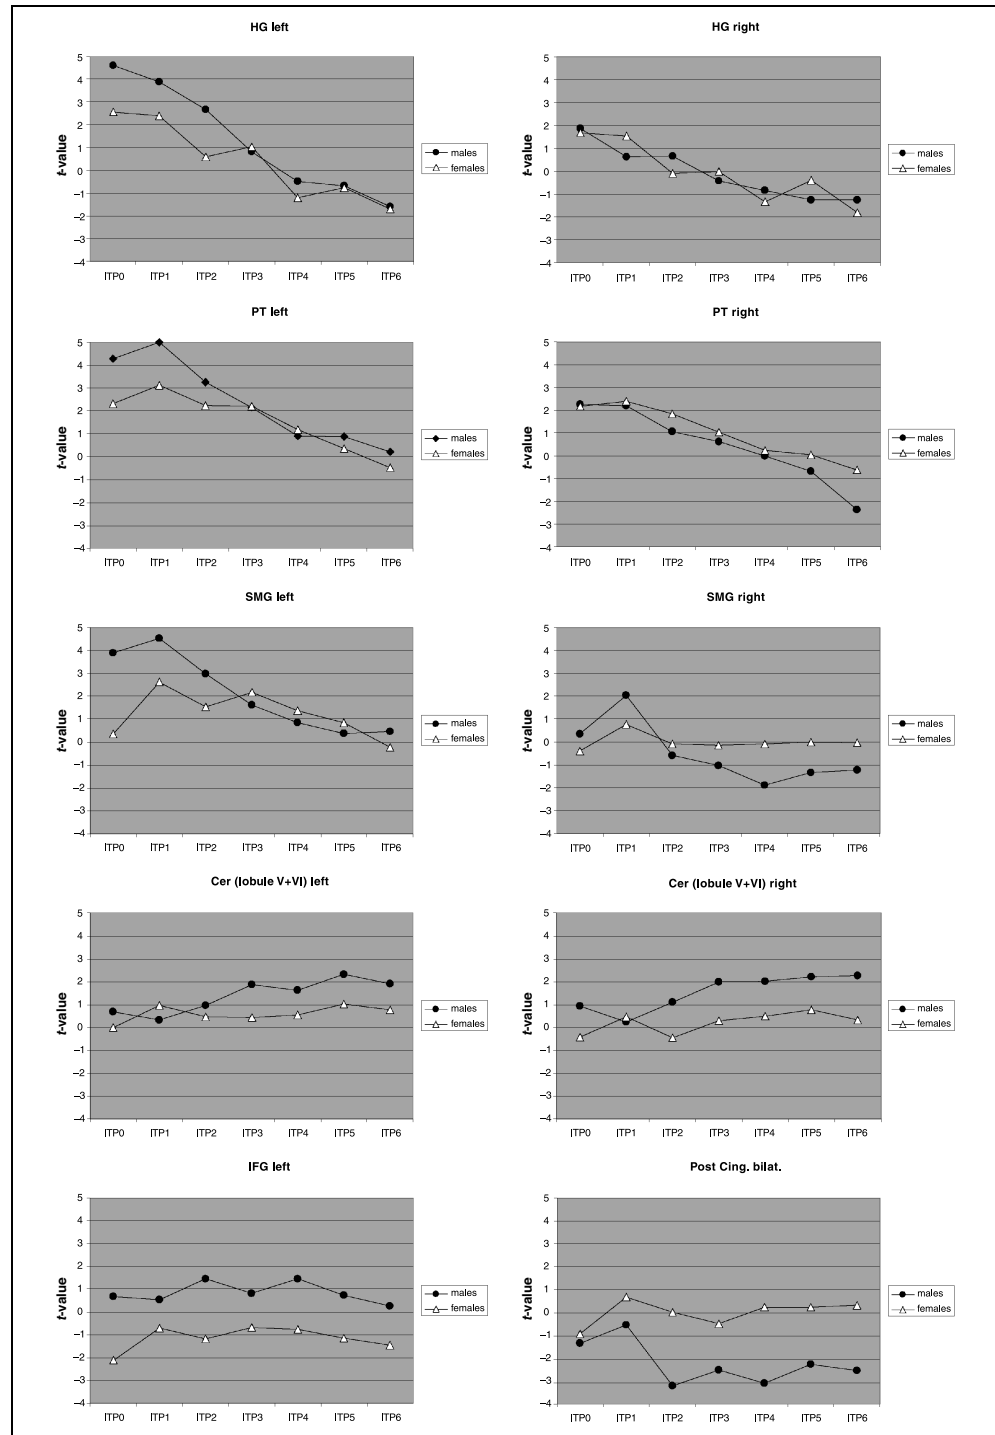 HG left
HG right
t-value
5
4
3
2
1
0
–1
–2
–3
–4
ITP0 ITP1 ITP2 ITP3 ITP4 ITP5 ITP6
males
females
t-value
5
4
3
2
1
0
–1
–2
–3
–4
ITP0 ITP1 ITP2 ITP3 ITP4 ITP5 ITP6
males
females
PT left
PT right
t-value
5
4
3
2
1
0
–1
–2
–3
–4
ITP0 ITP1 ITP2 ITP3 ITP4 ITP5 ITP6
males
females
t-value
5
4
3
2
1
0
–1
–2
–3
–4
ITP0 ITP1 ITP2 ITP3 ITP4 ITP5 ITP6
males
females
SMG left
SMG right
t-value
5
4
3
2
1
0
–1
–2
–3
–4
ITP0 ITP1 ITP2 ITP3 ITP4 ITP5 ITP6
males
females
t-value
5
4
3
2
1
0
–1
–2
–3
–4
ITP0 ITP1 ITP2 ITP3 ITP4 ITP5 ITP6
males
females
Cer (lobule V+VI) left
Cer (lobule V+VI) right
t-value
5
4
3
2
1
0
–1
–2
–3
–4
ITP0 ITP1 ITP2 ITP3 ITP4 ITP5 ITP6
males
females
t-value
5
4
3
2
1
0
–1
–2
–3
–4
ITP0 ITP1 ITP2 ITP3 ITP4 ITP5 ITP6
males
females
IFG left
Post Cing. bilat.
t-value
5
4
3
2
1
0
–1
–2
–3
–4
ITP0 ITP1 ITP2 ITP3 ITP4 ITP5 ITP6
males
females
t-value
5
4
3
2
1
0
–1
–2
–3
–4
ITP0 ITP1 ITP2 ITP3 ITP4 ITP5 ITP6
males
females